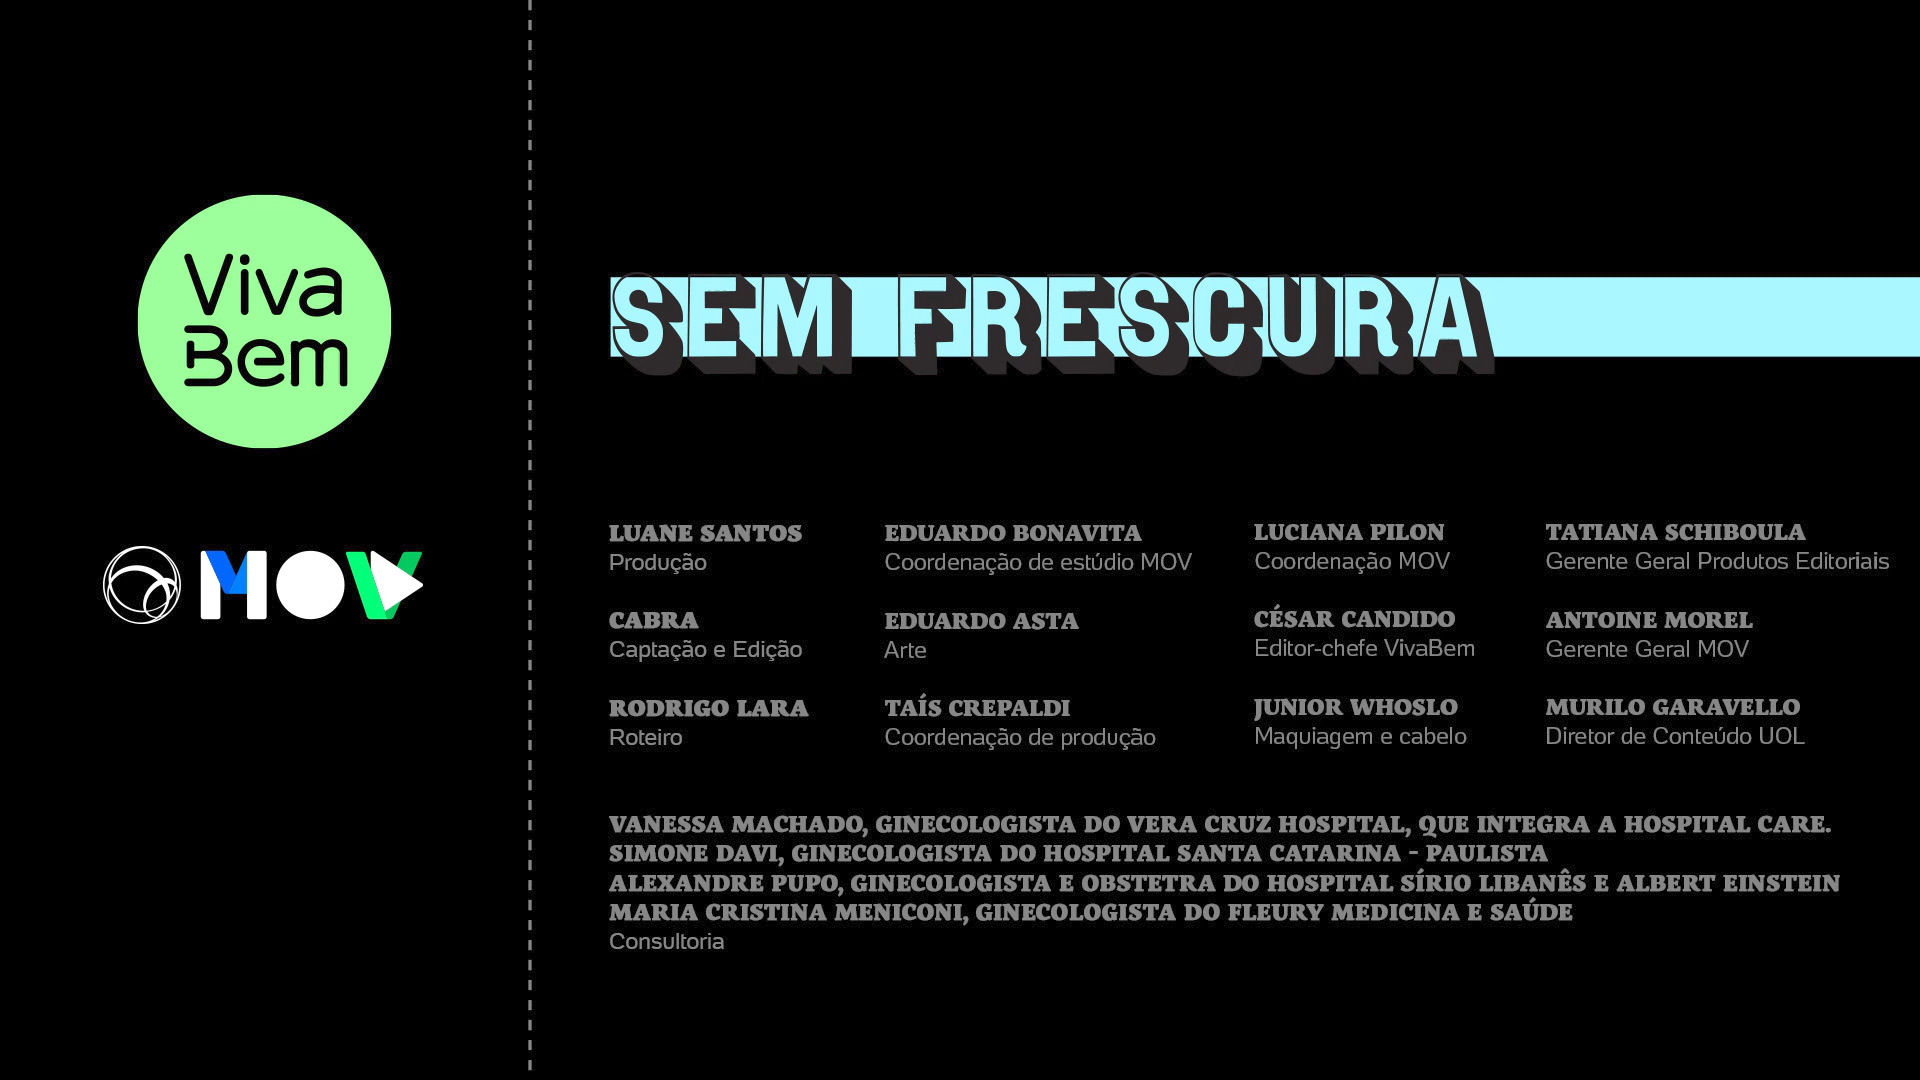 Viva
Bem
MOV
SEM FRESCURA
LUANE SANTOS
Produção
EDUARDO BONAVITA
Coordenação de estúdio MOV
LUCIANA PILON
Coordenação MOV
TATIANA SCHIBOULA
Gerente Geral Produtos Editoriais
CABRA
Captação e Edição
EDUARDO ASTA
Arte
CÉSAR CANDIDO
Editor-chefe VivaBem
ANTOINE MOREL
Gerente Geral MOV
RODRIGO LARA
Roteiro
TAÍS CREPALDI
Coordenação de produção
JUNIOR WHOSLO
Maquiagem e cabelo
MURILO GARAVELLO
Diretor de Conteúdo UOL
VANESSA MACHADO, GINECOLOGISTA DO VERA CRUZ HOSPITAL, QUE INTEGRA A HOSPITAL CARE.
SIMONE DAVI, GINECOLOGISTA DO HOSPITAL SANTA CATARINA - PAULISTA
ALEXANDRE PUPO, GINECOLOGISTA E OBSTETRA DO HOSPITAL SÍRIO LIBANÊS E ALBERT EINSTEIN
MARIA CRISTINA MENICONI, GINECOLOGISTA DO FLEURY MEDICINA E SAÚDE
Consultoria